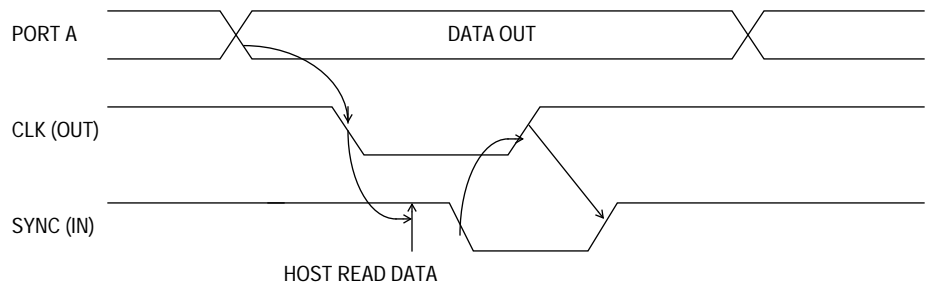 PORT A
DATA OUT
CLK (OUT)
SYNC (IN)
HOST READ DATA